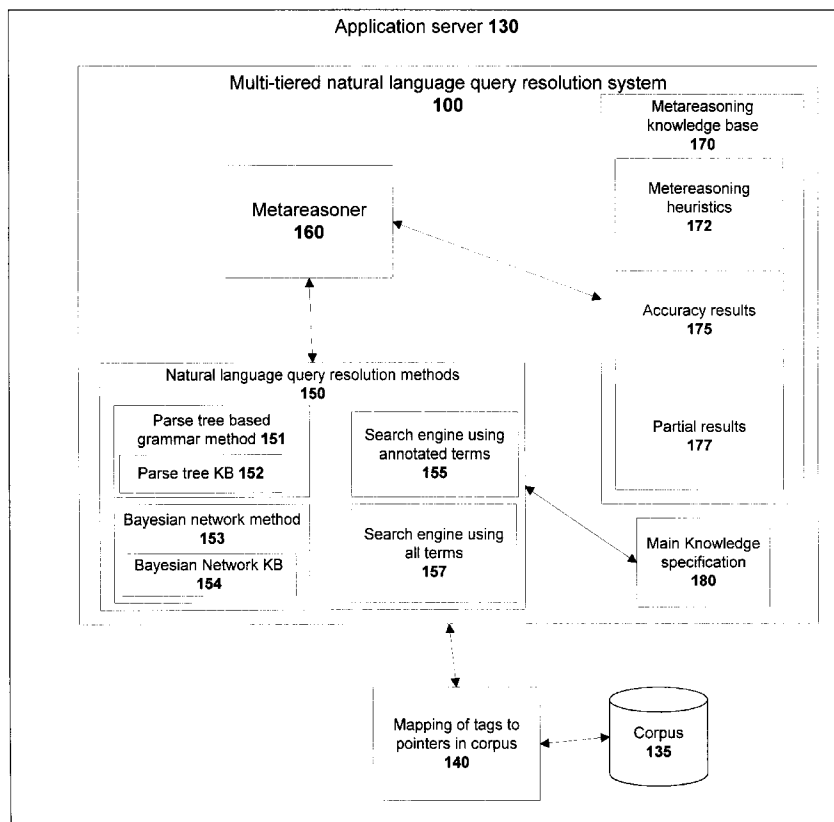 Application server 130
Multi-tiered natural language query resolution system
100
Metareasoning
knowledge base
170
Metereasoning
heuristics
172
Metareasoner
160
Accuracy results
175
Partial results
177
Natural language query resolution methods
150
Parse tree based
grammar method 151
Parse tree KB 152
Search engine using
annotated terms
155
Bayesian network method
153
Bayesian Network KB
154
Search engine using
all terms
157
Main Knowledge
specification
180
Mapping of tags to
pointers in corpus
140
Corpus
135